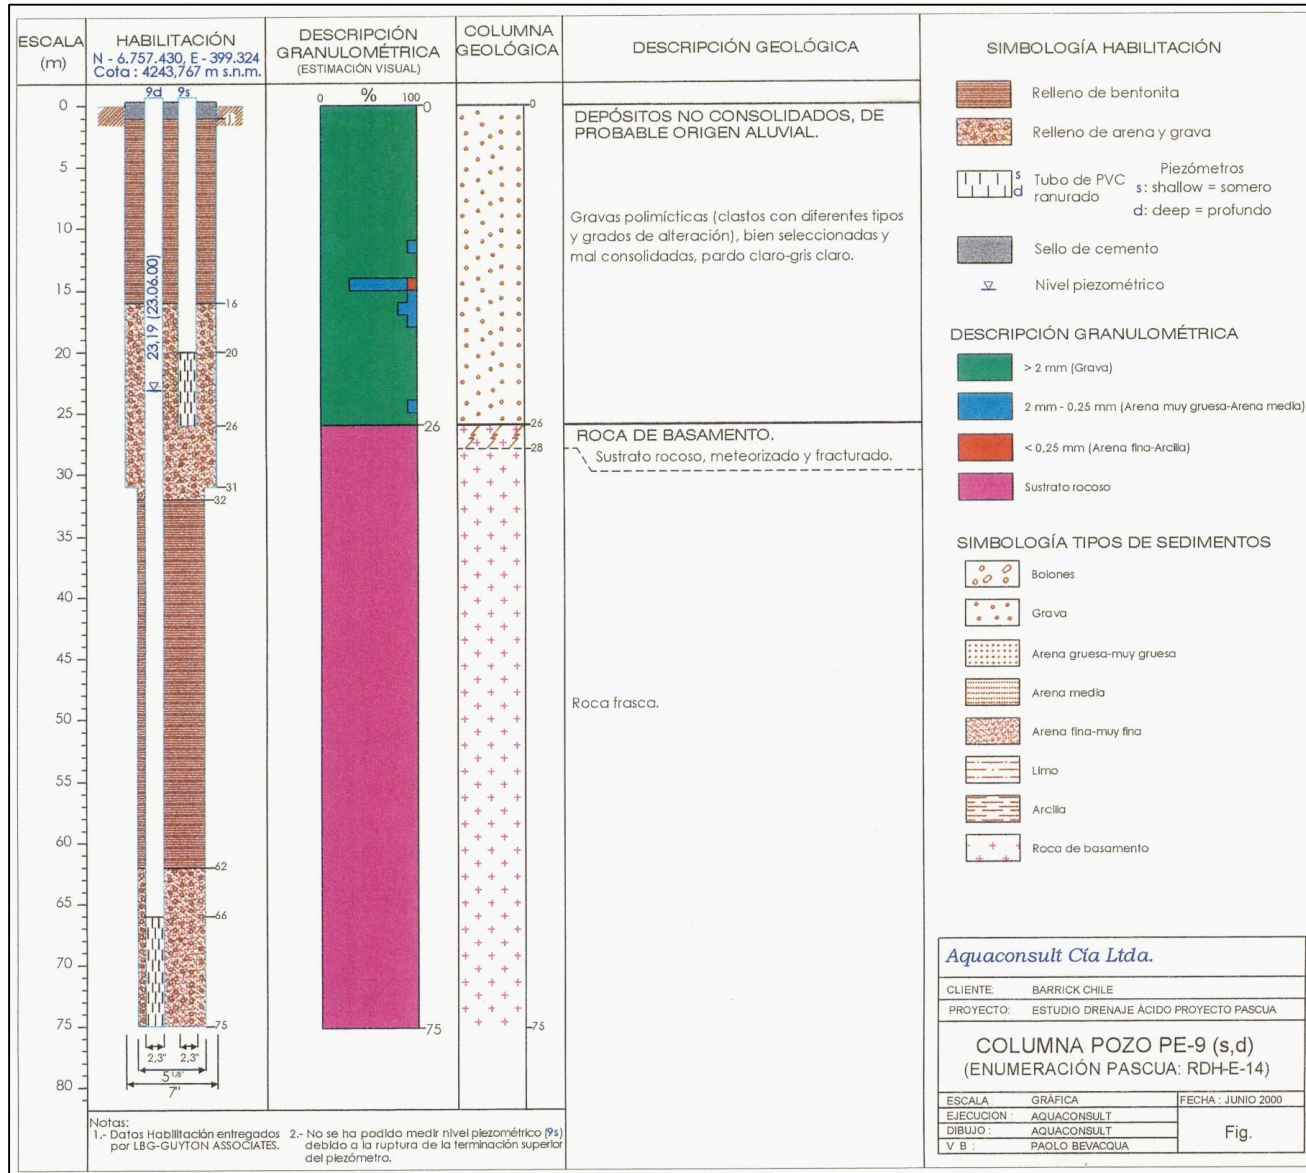 ESCALA
(m)
HABILITACIÓN
N - 6.757.430, E - 399.324
Cota : 4243,767 m s.n.m.
DESCRIPCIÓN
GRANULOMÉTRICA
(ESTIMACIÓN VISUAL)
COLUMNA
GEOLÓGICA
DESCRIPCIÓN GEOLÓGICA
9d 9s
0
5
10
15
20
25
30
35
40
45
50
55
60
65
70
75
80
1
16
20
26
31
32
62
66
75
23,19 (23.06.00)
2,3"
2,3"
5 1/8"
7"
0 % 100
0
26
75
0
26
28
75
DEPÓSITOS NO CONSOLIDADOS, DE
PROBABLE ORIGEN ALUVIAL.
Gravas polimícticas (clastos con diferentes tipos
y grados de alteración), bien seleccionadas y
mal consolidadas, pardo claro-gris claro.
ROCA DE BASAMENTO.
Sustrato rocoso, meteorizado y fracturado.
Roca frasca.
Notas:
1.- Datos Habilitación entregados
por LBG-GUYTON ASSOCIATES.
2.- No se ha podido medir nivel piezométrico (9s)
debido a la ruptura de la terminación superior
del piezómetro.
SIMBOLOGÍA HABILITACIÓN
Relleno de bentonita
Relleno de arena y grava
s
d
Tubo de PVC
ranurado
Piezómetros
s: shallow = somero
d: deep = profundo
Sello de cemento
Nivel piezométrico
DESCRIPCIÓN GRANULOMÉTRICA
> 2 mm (Grava)
2 mm - 0,25 mm (Arena muy gruesa-Arena media)
< 0,25 mm (Arena fina-Arcilla)
Sustrato rocoso
SIMBOLOGÍA TIPOS DE SEDIMENTOS
Bolones
Grava
Arena gruesa-muy gruesa
Arena media
Arena fina-muy fina
Limo
Arcilla
Roca de basamento
Aquaconsult Cía Ltda.
CLIENTE: BARRICK CHILE
PROYECTO: ESTUDIO DRENAJE ÁCIDO PROYECTO PASCUA
COLUMNA POZO PE-9 (s,d)
(ENUMERACIÓN PASCUA: RDH-E-14)
ESCALA GRÁFICA FECHA : JUNIO 2000
EJECUCION : AQUACONSULT
DIBUJO : AQUACONSULT
V B : PAOLO BEVACQUA
Fig.